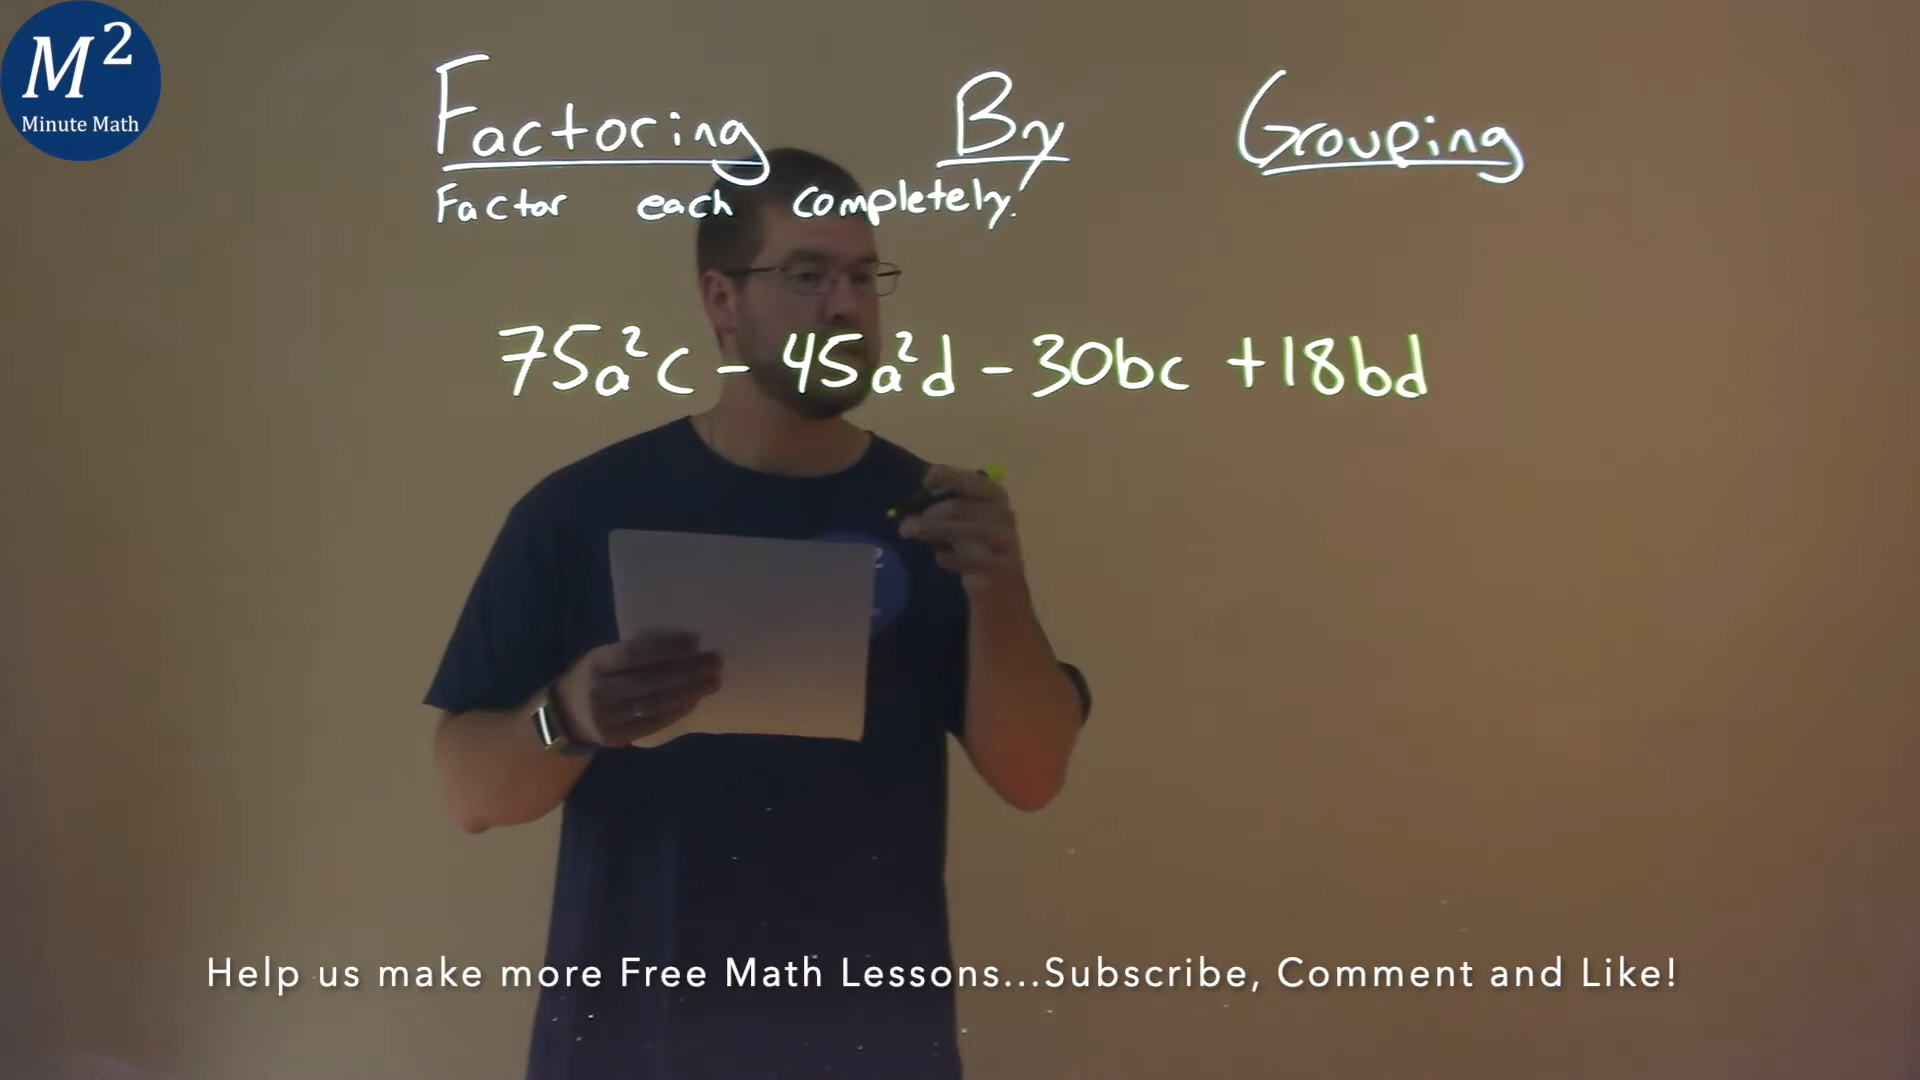 M²
Minute Math
Factoring By Grouping
Factor each completely.
75a²c - 45a²d - 30bc + 18bd
2
Help us make more Free Math Lessons...Subscribe, Comment and Like!